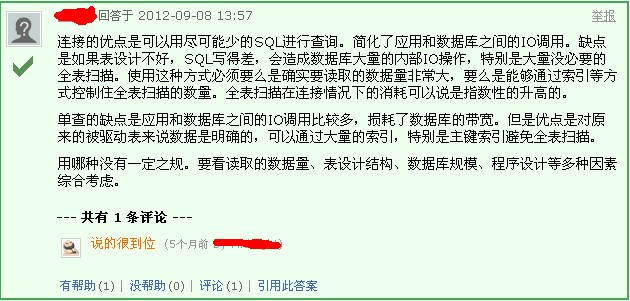 回答于 2012-09-08 13:57
举报
连接的优点是可以用尽可能少的SQL进行查询。简化了应用和数据库之间的IO调用。缺点
是如果表设计不好，SQL写得差，会造成数据库大量的内部IO操作，特别是大量没必要的
全表扫描。使用这种方式必须要么是确实要读取的数据量非常大，要么是能够通过索引等方
式控制住全表扫描的数量。全表扫描在连接情况下的消耗可以说是指数性的升高的。
单查的缺点是应用和数据库之间的IO调用比较多，损耗了数据库的带宽。但是优点是对原
来的被驱动表来说数据是明确的，可以通过大量的索引，特别是主键索引避免全表扫描。
用哪种没有一定之规。要看读取的数据量、表设计结构、数据库规模、程序设计等多种因素
综合考虑。
--- 共有 1 条评论 ---
说的很到位 (5个月前
有帮助(1) | 没帮助(0) | 评论(1) | 引用此答案